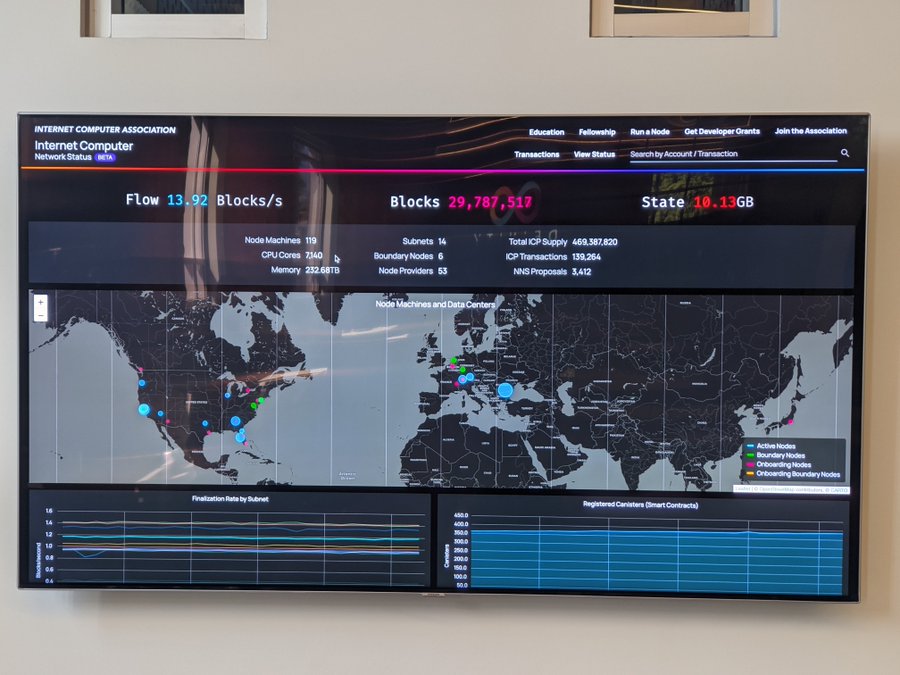 INTERNET COMPUTER ASSOCIATION
Education Fellowship Run a Node Get Developer Grants Join the Association
Internet Computer
Network Status BETA
Transactions View Status Search by Account / Transaction
Flow 13.92 Blocks/s
Blocks 29,787,517
State 10.13GB
Node Machines 119
CPU Cores 7,140
Memory 232.68TB
Subnets 14
Boundary Nodes 6
Node Providers 53
Total ICP Supply 469,387,820
ICP Transactions 139,264
NNS Proposals 3,412
Node Machines and Data Centers
+
−
Atlantic
Ocean
Active Nodes
Boundary Nodes
Onboarding Nodes
Onboarding Boundary Nodes
Leaflet | © OpenStreetMap contributors, © CARTO
Finalization Rate by Subnet
Blocks/second
1.6
1.4
1.2
1.0
0.8
0.6
0.4
Registered Canisters (Smart Contracts)
Canisters
450.0
400.0
350.0
300.0
250.0
200.0
150.0
100.0
50.0